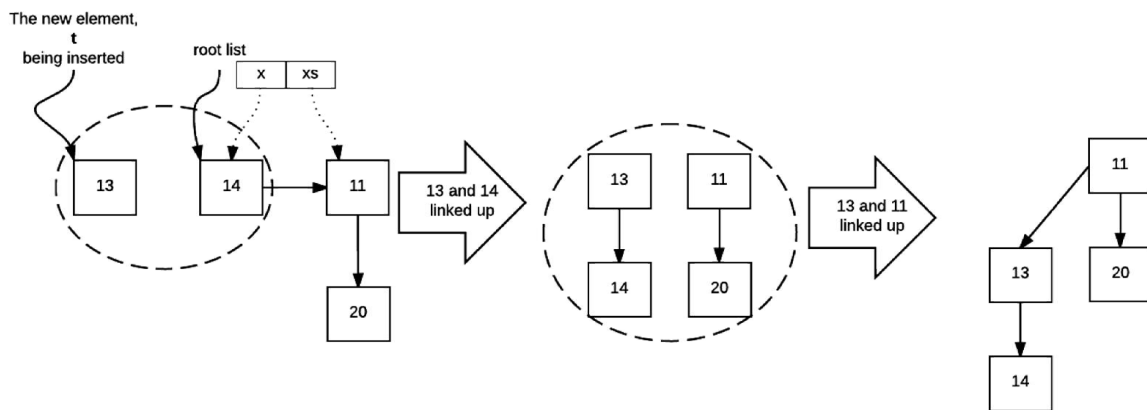 The new element,
t
being inserted
root list
x xs
13
14
11
20
13 and 14
linked up
13
11
14
20
13 and 11
linked up
11
13
20
14